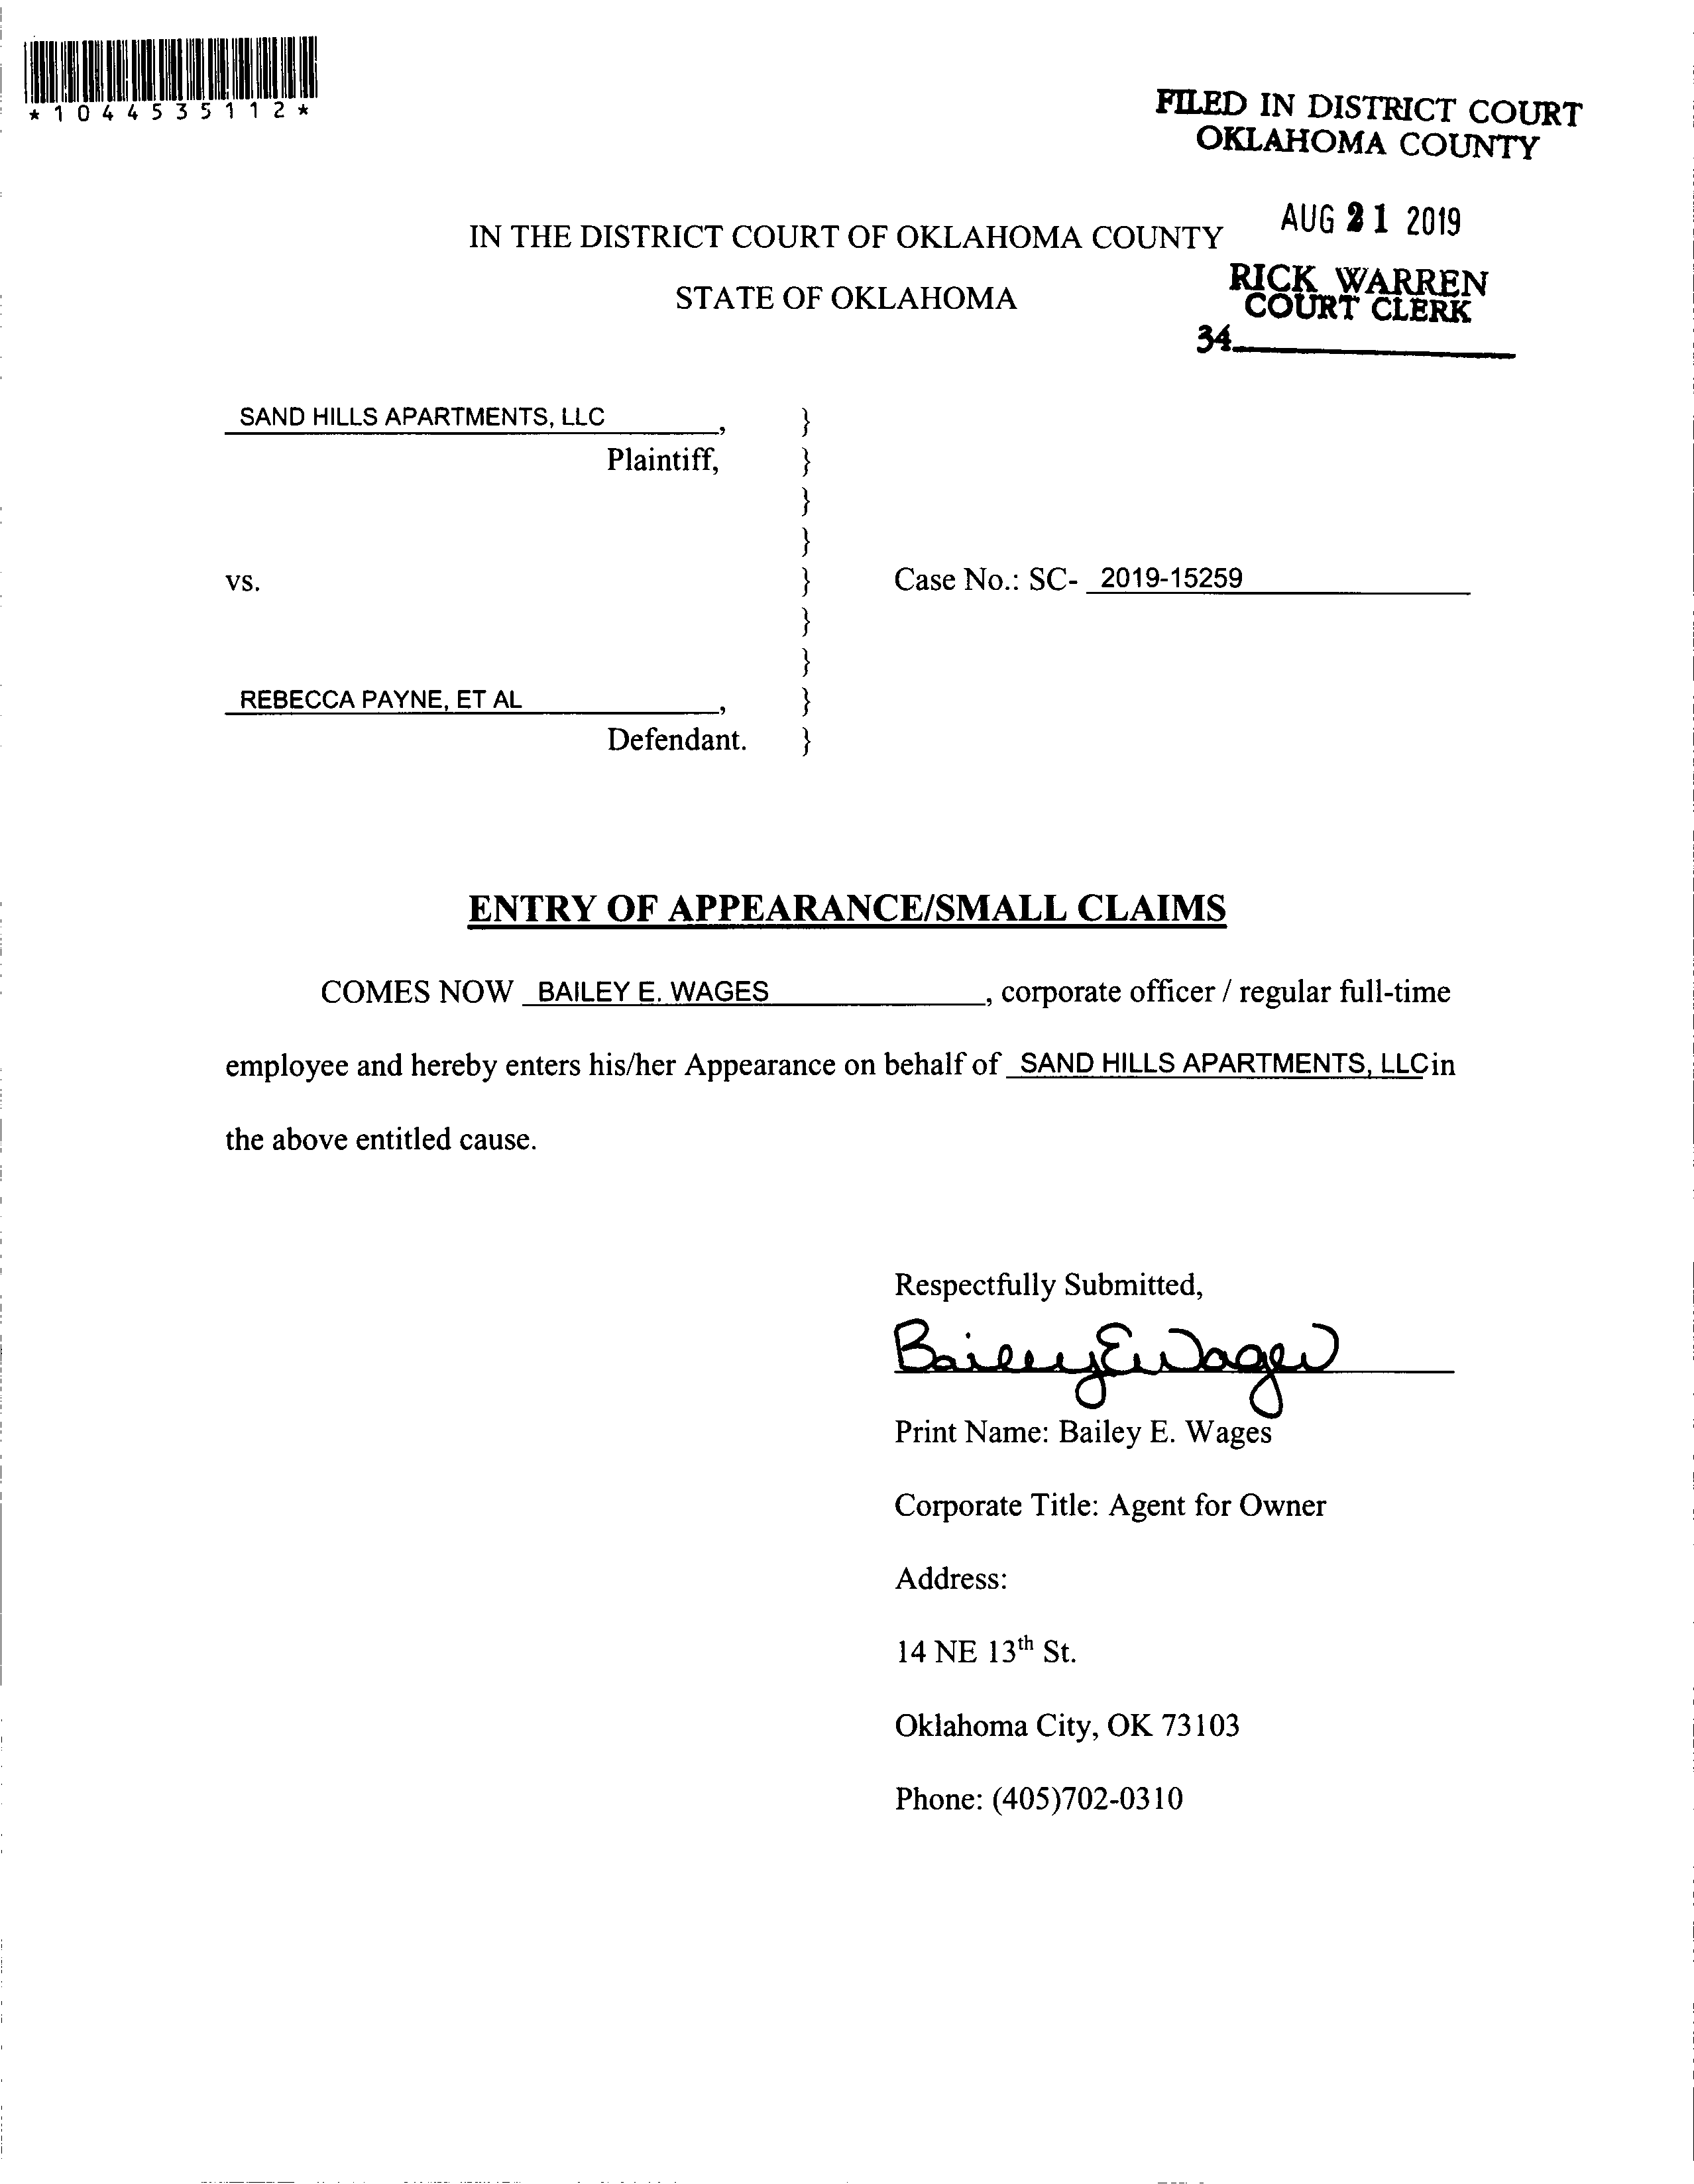 *1044535112*
FILED IN DISTRICT COURT
OKLAHOMA COUNTY
AUG 21 2019
IN THE DISTRICT COURT OF OKLAHOMA COUNTY
STATE OF OKLAHOMA
RICK WARREN
COURT CLERK
34
SAND HILLS APARTMENTS, LLC, }
Plaintiff, }
}
}
vs. } Case No.: SC- 2019-15259
}
}
REBECCA PAYNE, ET AL, }
Defendant. }
ENTRY OF APPEARANCE/SMALL CLAIMS
COMES NOW BAILEY E. WAGES, corporate officer / regular full-time
employee and hereby enters his/her Appearance on behalf of SAND HILLS APARTMENTS, LLC in
the above entitled cause.
Respectfully Submitted,
Bailey E Wages
Print Name: Bailey E. Wages
Corporate Title: Agent for Owner
Address:
14 NE 13th St.
Oklahoma City, OK 73103
Phone: (405)702-0310